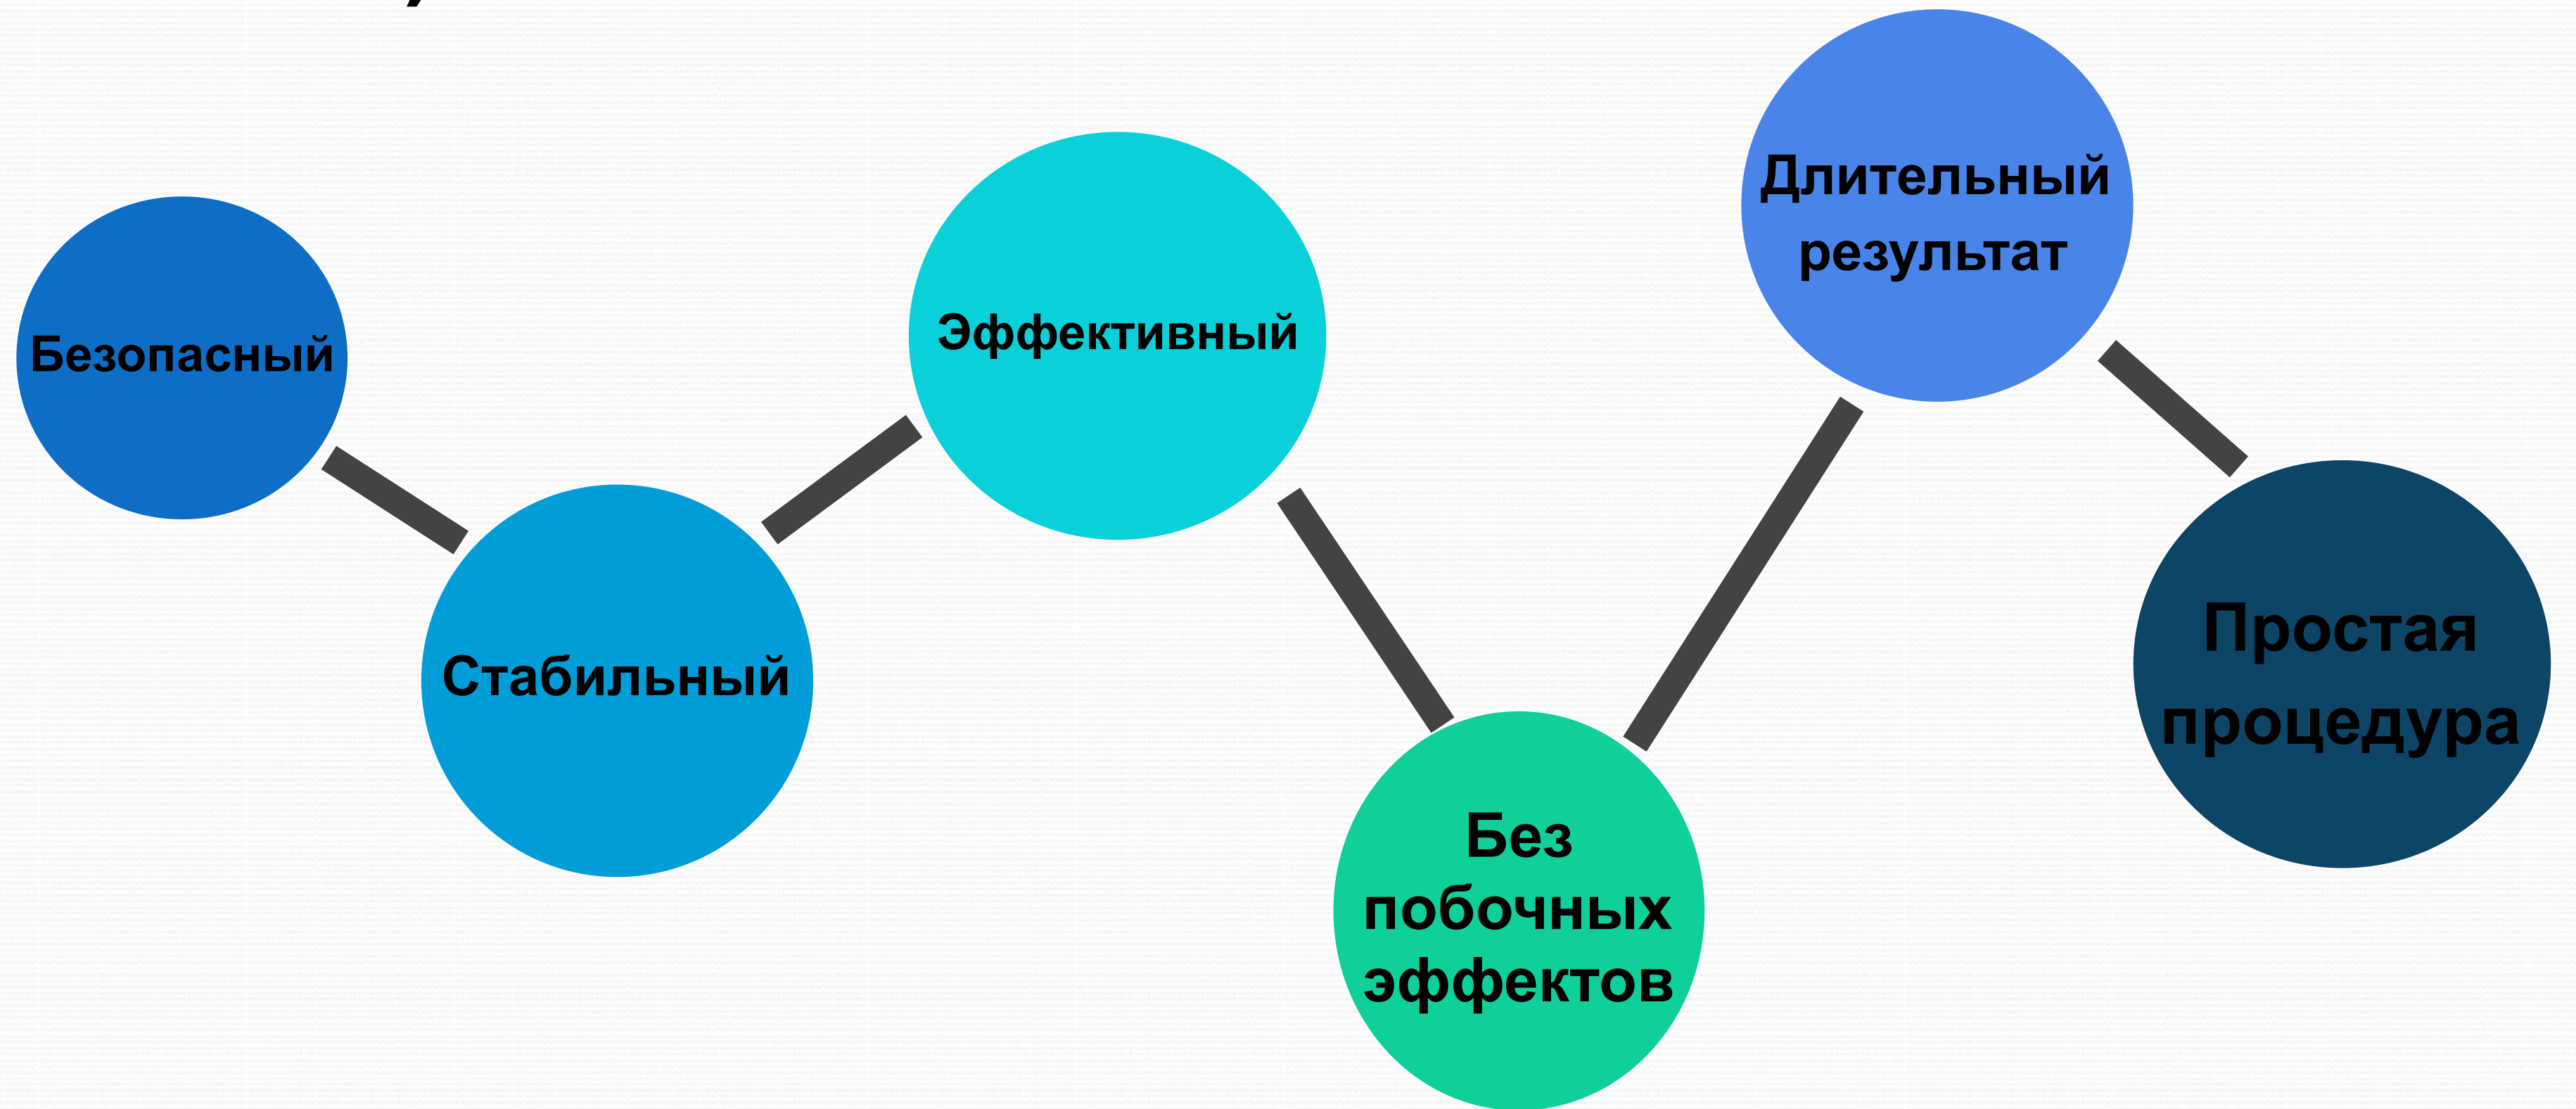 Безопасный
Стабильный
Эффективный
Без
побочных
эффектов
Длительный
результат
Простая
процедура